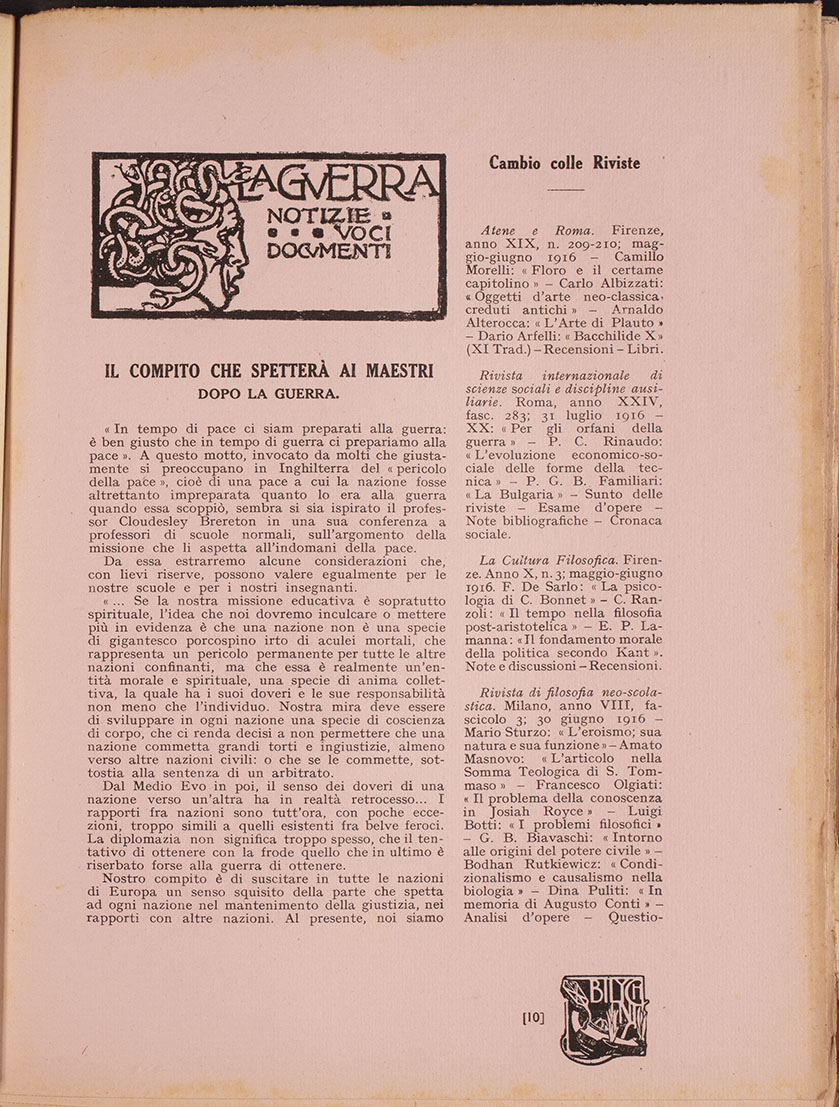 LA GVERRA
NOTIZIE
VOCI
DOCVMENTI
IL COMPITO CHE SPETTERÀ AI MAESTRI
DOPO LA GUERRA.
« In tempo di pace ci siam preparati alla guerra:
è ben giusto che in tempo di guerra ci prepariamo alla
pace ». A questo motto, invocato da molti che giusta-
mente si preoccupano in Inghilterra del « pericolo
della pace », cioè di una pace a cui la nazione fosse
altrettanto impreparata quanto lo era alla guerra
quando essa scoppiò, sembra si sia ispirato il profes-
sor Cloudesley Brereton in una sua conferenza a
professori di scuole normali, sull'argomento della
missione che li aspetta all'indomani della pace.
Da essa estrarremo alcune considerazioni che,
con lievi riserve, possono valere egualmente per le
nostre scuole e per i nostri insegnanti.
« ... Se la nostra missione educativa è sopratutto
spirituale, l'idea che noi dovremo inculcare o mettere
più in evidenza è che una nazione non è una specie
di gigantesco porcospino irto di aculei mortali, che
rappresenta un pericolo permanente per tutte le altre
nazioni confinanti, ma che essa è realmente un'en-
tità morale e spirituale, una specie di anima collet-
tiva, la quale ha i suoi doveri e le sue responsabilità
non meno che l'individuo. Nostra mira deve essere
di sviluppare in ogni nazione una specie di coscienza
di corpo, che ci renda decisi a non permettere che una
nazione commetta grandi torti e ingiustizie, almeno
verso altre nazioni civili: o che se le commette, sot-
tostia alla sentenza di un arbitrato.
Dal Medio Evo in poi, il senso dei doveri di una
nazione verso un'altra ha in realtà retrocesso... I
rapporti fra nazioni sono tutt'ora, con poche ecce-
zioni, troppo simili a quelli esistenti fra belve feroci.
La diplomazia non significa troppo spesso, che il ten-
tativo di ottenere con la frode quello che in ultimo è
riserbato forse alla guerra di ottenere.
Nostro compito è di suscitare in tutte le nazioni
di Europa un senso squisito della parte che spetta
ad ogni nazione nel mantenimento della giustizia, nei
rapporti con altre nazioni. Al presente, noi siamo
Cambio colle Riviste
Atene e Roma. Firenze,
anno XIX, n. 209-210; mag-
gio-giugno 1916 – Camillo
Morelli: « Floro e il certame
capitolino » – Carlo Albizzati:
« Oggetti d'arte neo-classica,
creduti antichi » – Arnaldo
Alterocca: « L'Arte di Plauto »
– Dario Arfelli: « Bacchilide X »
(XI Trad.) – Recensioni – Libri.
Rivista internazionale di
scienze sociali e discipline ausi-
liarie. Roma, anno XXIV,
fasc. 283; 31 luglio 1916 –
XX: « Per gli orfani della
guerra » – P. C. Rinaudo:
« L'evoluzione economico-so-
ciale delle forme della tec-
nica » – P. G. B. Familiari:
« La Bulgaria » – Sunto delle
riviste – Esame d'opere –
Note bibliografiche – Cronaca
sociale.
La Cultura Filosofica. Firen-
ze. Anno X, n. 3; maggio-giugno
1916. F. De Sarlo: « La psico-
logia di C. Bonnet » – C. Ran-
zoli: « Il tempo nella filosofia
post-aristotelica » – E. P. La-
manna: « Il fondamento morale
della politica secondo Kant ».
Note e discussioni – Recensioni.
Rivista di filosofia neo-scola-
stica. Milano, anno VIII, fa-
scicolo 3; 30 giugno 1916 –
Mario Sturzo: « L'eroismo; sua
natura e sua funzione » – Amato
Masnovo: « L'articolo nella
Somma Teologica di S. Tom-
maso » – Francesco Olgiati:
« Il problema della conoscenza
in Josiah Royce » – Luigi
Botti: « I problemi filosofici »
– G. B. Biavaschi: « Intorno
alle origini del potere civile » –
Bodhan Rutkiewicz: « Condi-
zionalismo e causalismo nella
biologia » – Dina Puliti: « In
memoria di Augusto Conti » –
Analisi d'opere – Questio-
[10]
BILYCHNIS